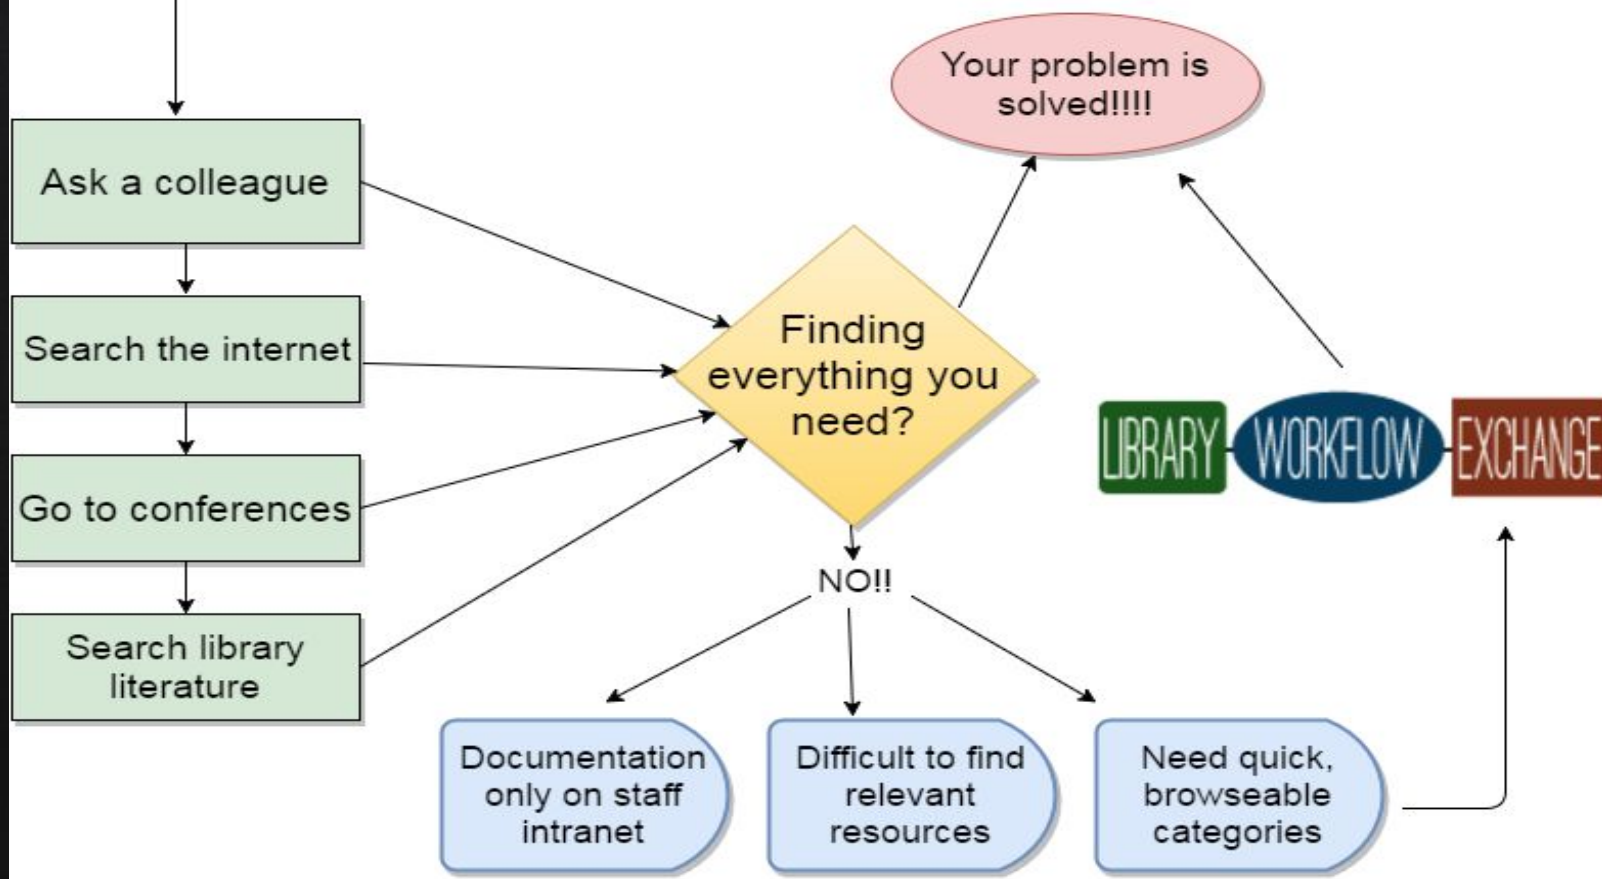 Your problem is
solved!!!!
Ask a colleague
Search the internet
Go to conferences
Search library
literature
Finding
everything you
need?
LIBRARY WORKFLOW EXCHANGE
NO!!
Documentation
only on staff
intranet
Difficult to find
relevant
resources
Need quick,
browseable
categories